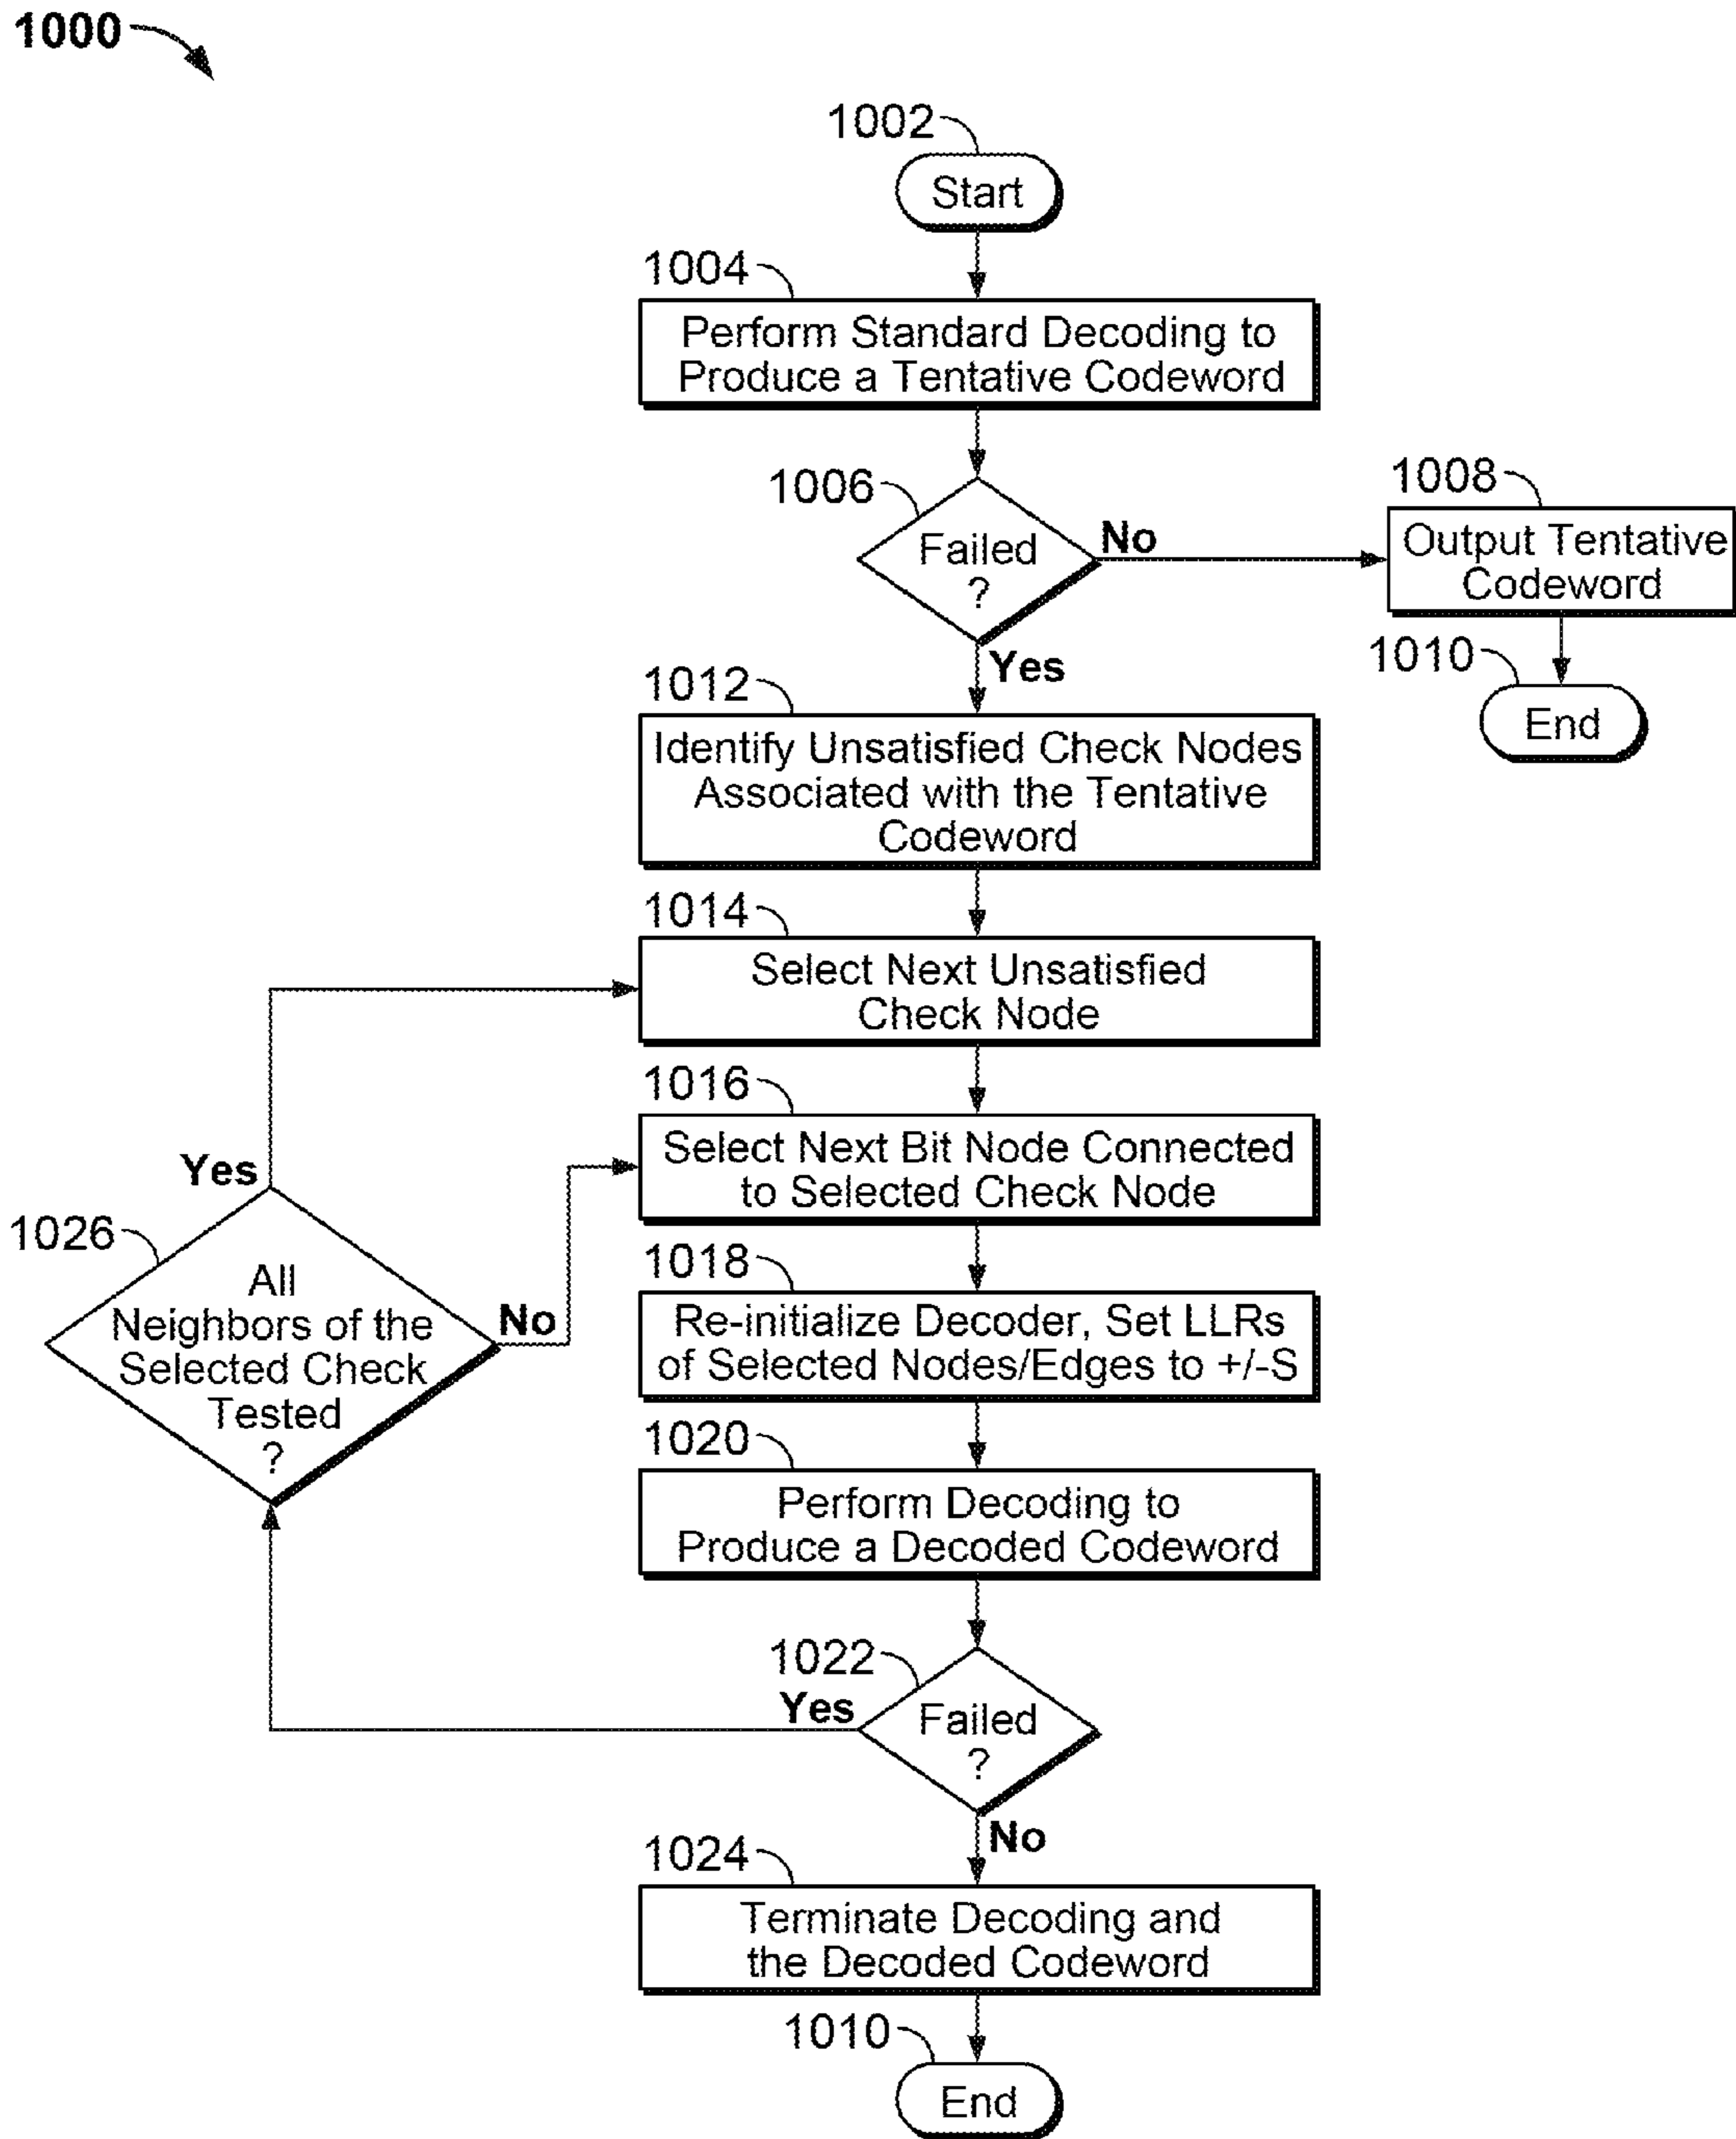 1000
1002
Start
1004
Perform Standard Decoding to
Produce a Tentative Codeword
1006
Failed
?
No
1008
Output Tentative
Codeword
1010
End
Yes
1012
Identify Unsatisfied Check Nodes
Associated with the Tentative
Codeword
1014
Select Next Unsatisfied
Check Node
1016
Select Next Bit Node Connected
to Selected Check Node
Yes
1026
All
Neighbors of the
Selected Check
Tested
?
No
1018
Re-initialize Decoder, Set LLRs
of Selected Nodes/Edges to +/-S
1020
Perform Decoding to
Produce a Decoded Codeword
1022
Yes
Failed
?
No
1024
Terminate Decoding and
the Decoded Codeword
1010
End